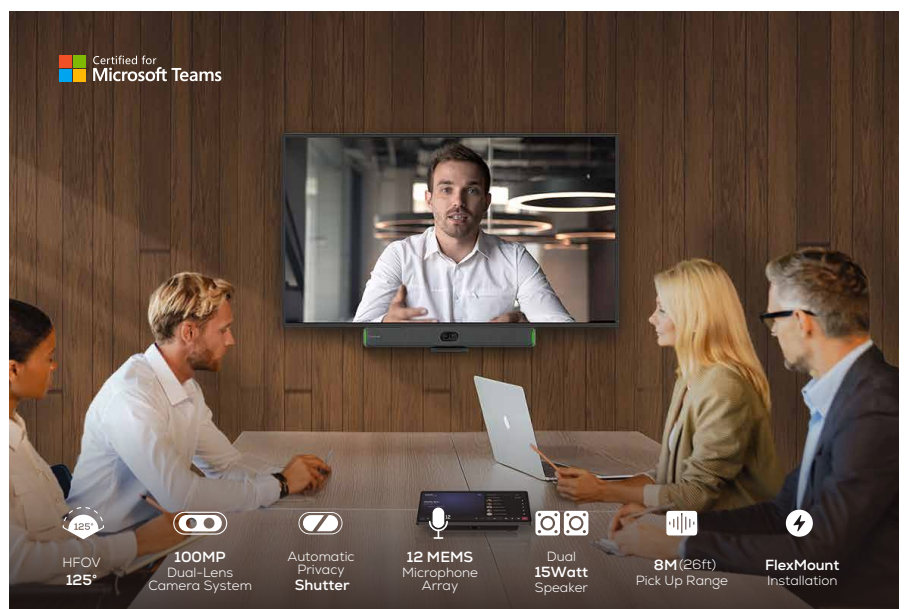 Certified for
Microsoft Teams
125°
HFOV
125°
100MP
Dual-Lens
Camera System
Automatic
Privacy
Shutter
12 MEMS
Microphone
Array
Dual
15Watt
Speaker
8M (26ft)
Pick Up Range
FlexMount
Installation